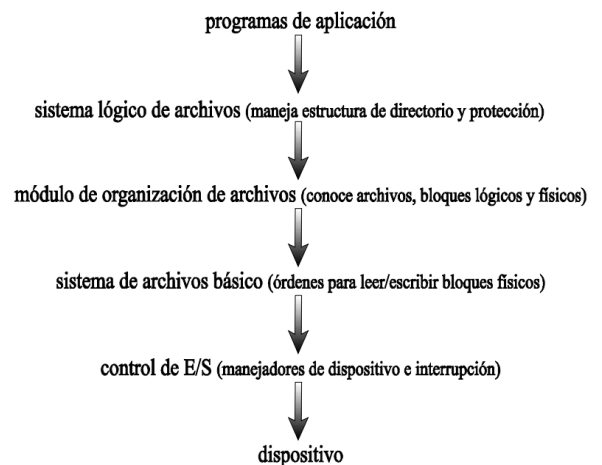 programas de aplicación
sistema lógico de archivos (maneja estructura de directorio y protección)
módulo de organización de archivos (conoce archivos, bloques lógicos y físicos)
sistema de archivos básico (órdenes para leer/escribir bloques físicos)
control de E/S (manejadores de dispositivo e interrupción)
dispositivo